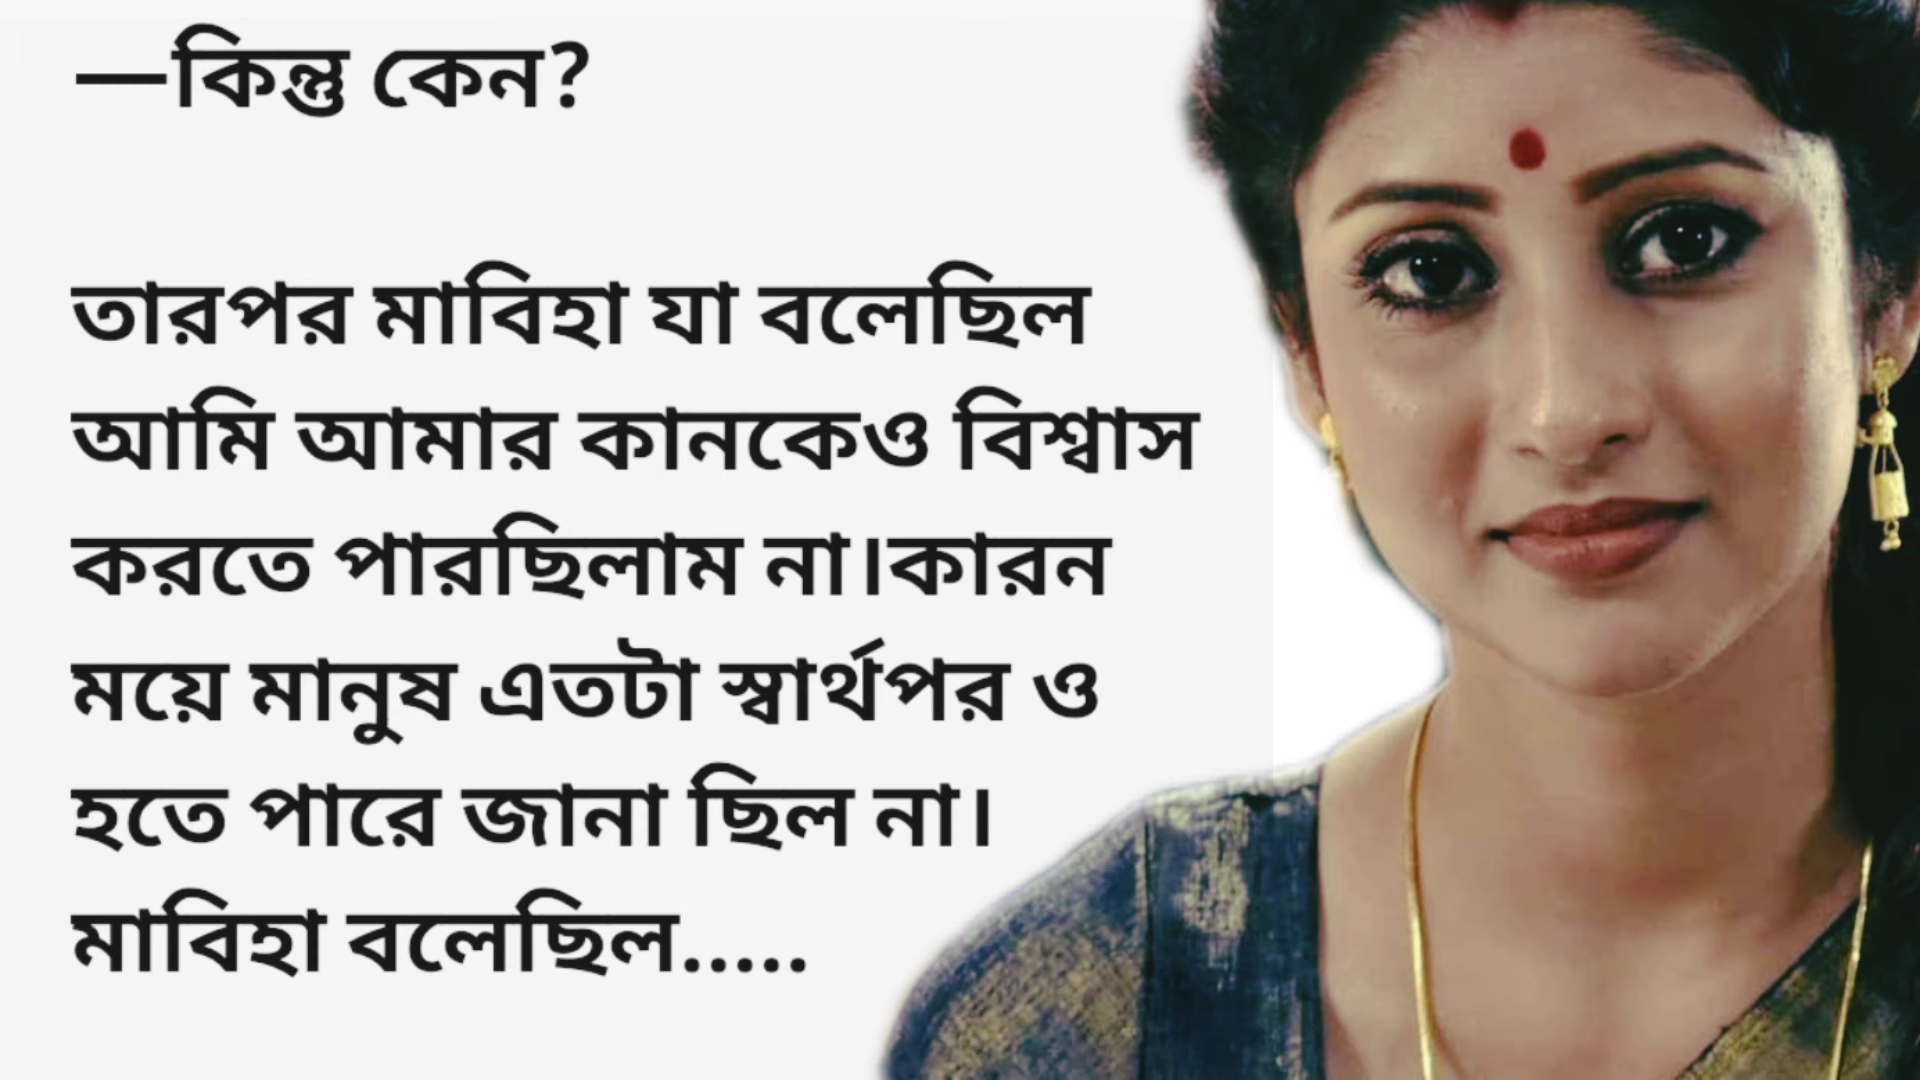 —কিন্তু কেন?
তারপর মাবিহা যা বলেছিল
আমি আমার কানকেও বিশ্বাস
করতে পারছিলাম না।কারন
ময়ে মানুষ এতটা স্বার্থপর ও
হতে পারে জানা ছিল না।
মাবিহা বলেছিল.....